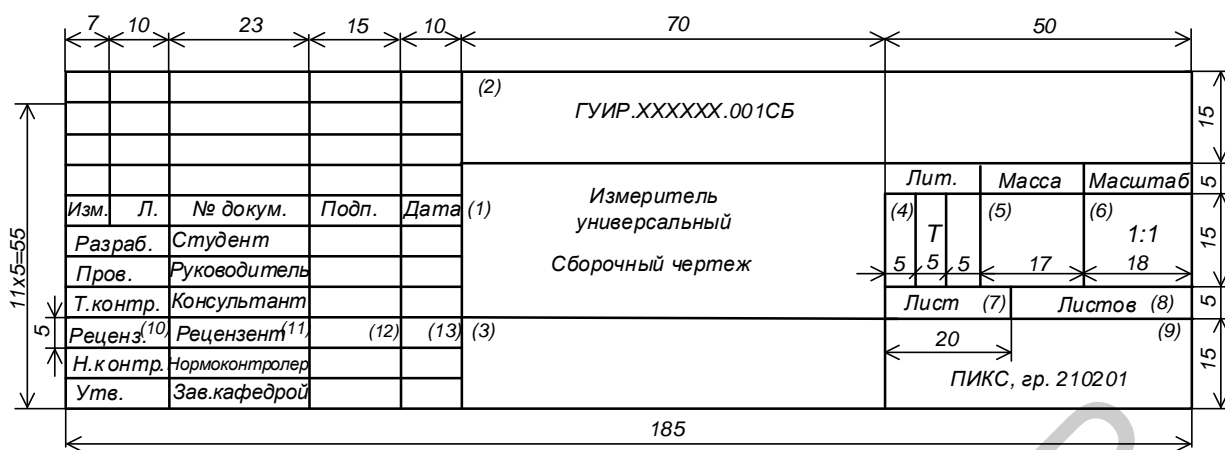 7 10 23 15 10 70 50
(2)
ГУИР.XXXXXX.001СБ
15
Лит. Масса Масштаб 5
Изм. Л. № докум. Подп. Дата (1)
Измеритель
универсальный
Сборочный чертеж
(4) (5) (6)
Т 1:1
5 5 5 17 18
15
Разраб. Студент
Пров. Руководитель
Т.контр. Консультант
Лист (7) Листов (8) 5
11x5=55
5
Реценз. (10) Рецензент (11) (12) (13) (3) (9)
20
Н.контр. Нормоконтролер
ПИКС, гр. 210201
15
Утв. Зав.кафедрой
185